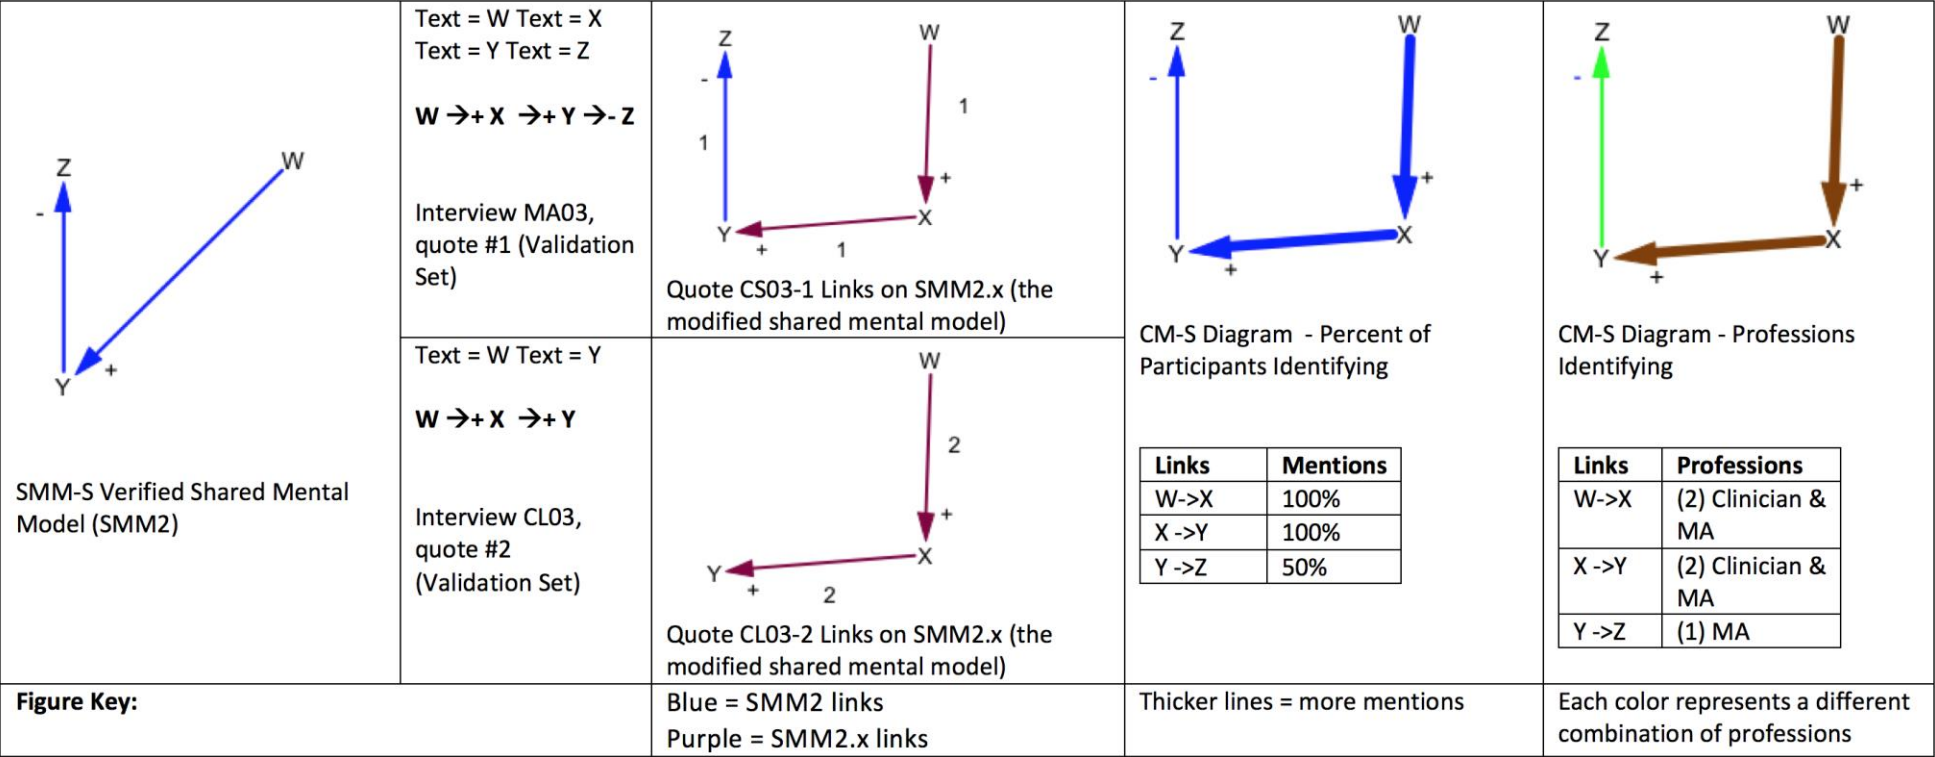 Z
W
-
+
Y
SMM-S Verified Shared Mental
Model (SMM2)
Text = W Text = X
Text = Y Text = Z
W →+ X →+ Y →- Z
Interview MA03,
quote #1 (Validation
Set)
Z
W
-
1
1
+
X
Y
+
1
Quote CS03-1 Links on SMM2.x (the
modified shared mental model)
Text = W Text = Y
W →+ X →+ Y
Interview CL03,
quote #2
(Validation Set)
W
2
+
X
Y
+
2
Quote CL03-2 Links on SMM2.x (the
modified shared mental model)
Z
W
-
+
X
Y
+
CM-S Diagram - Percent of
Participants Identifying
Links Mentions
W->X 100%
X ->Y 100%
Y ->Z 50%
Z
W
-
+
X
Y
+
CM-S Diagram - Professions
Identifying
Links Professions
W->X (2) Clinician &
MA
X ->Y (2) Clinician &
MA
Y ->Z (1) MA
Figure Key:
Blue = SMM2 links
Purple = SMM2.x links
Thicker lines = more mentions
Each color represents a different
combination of professions